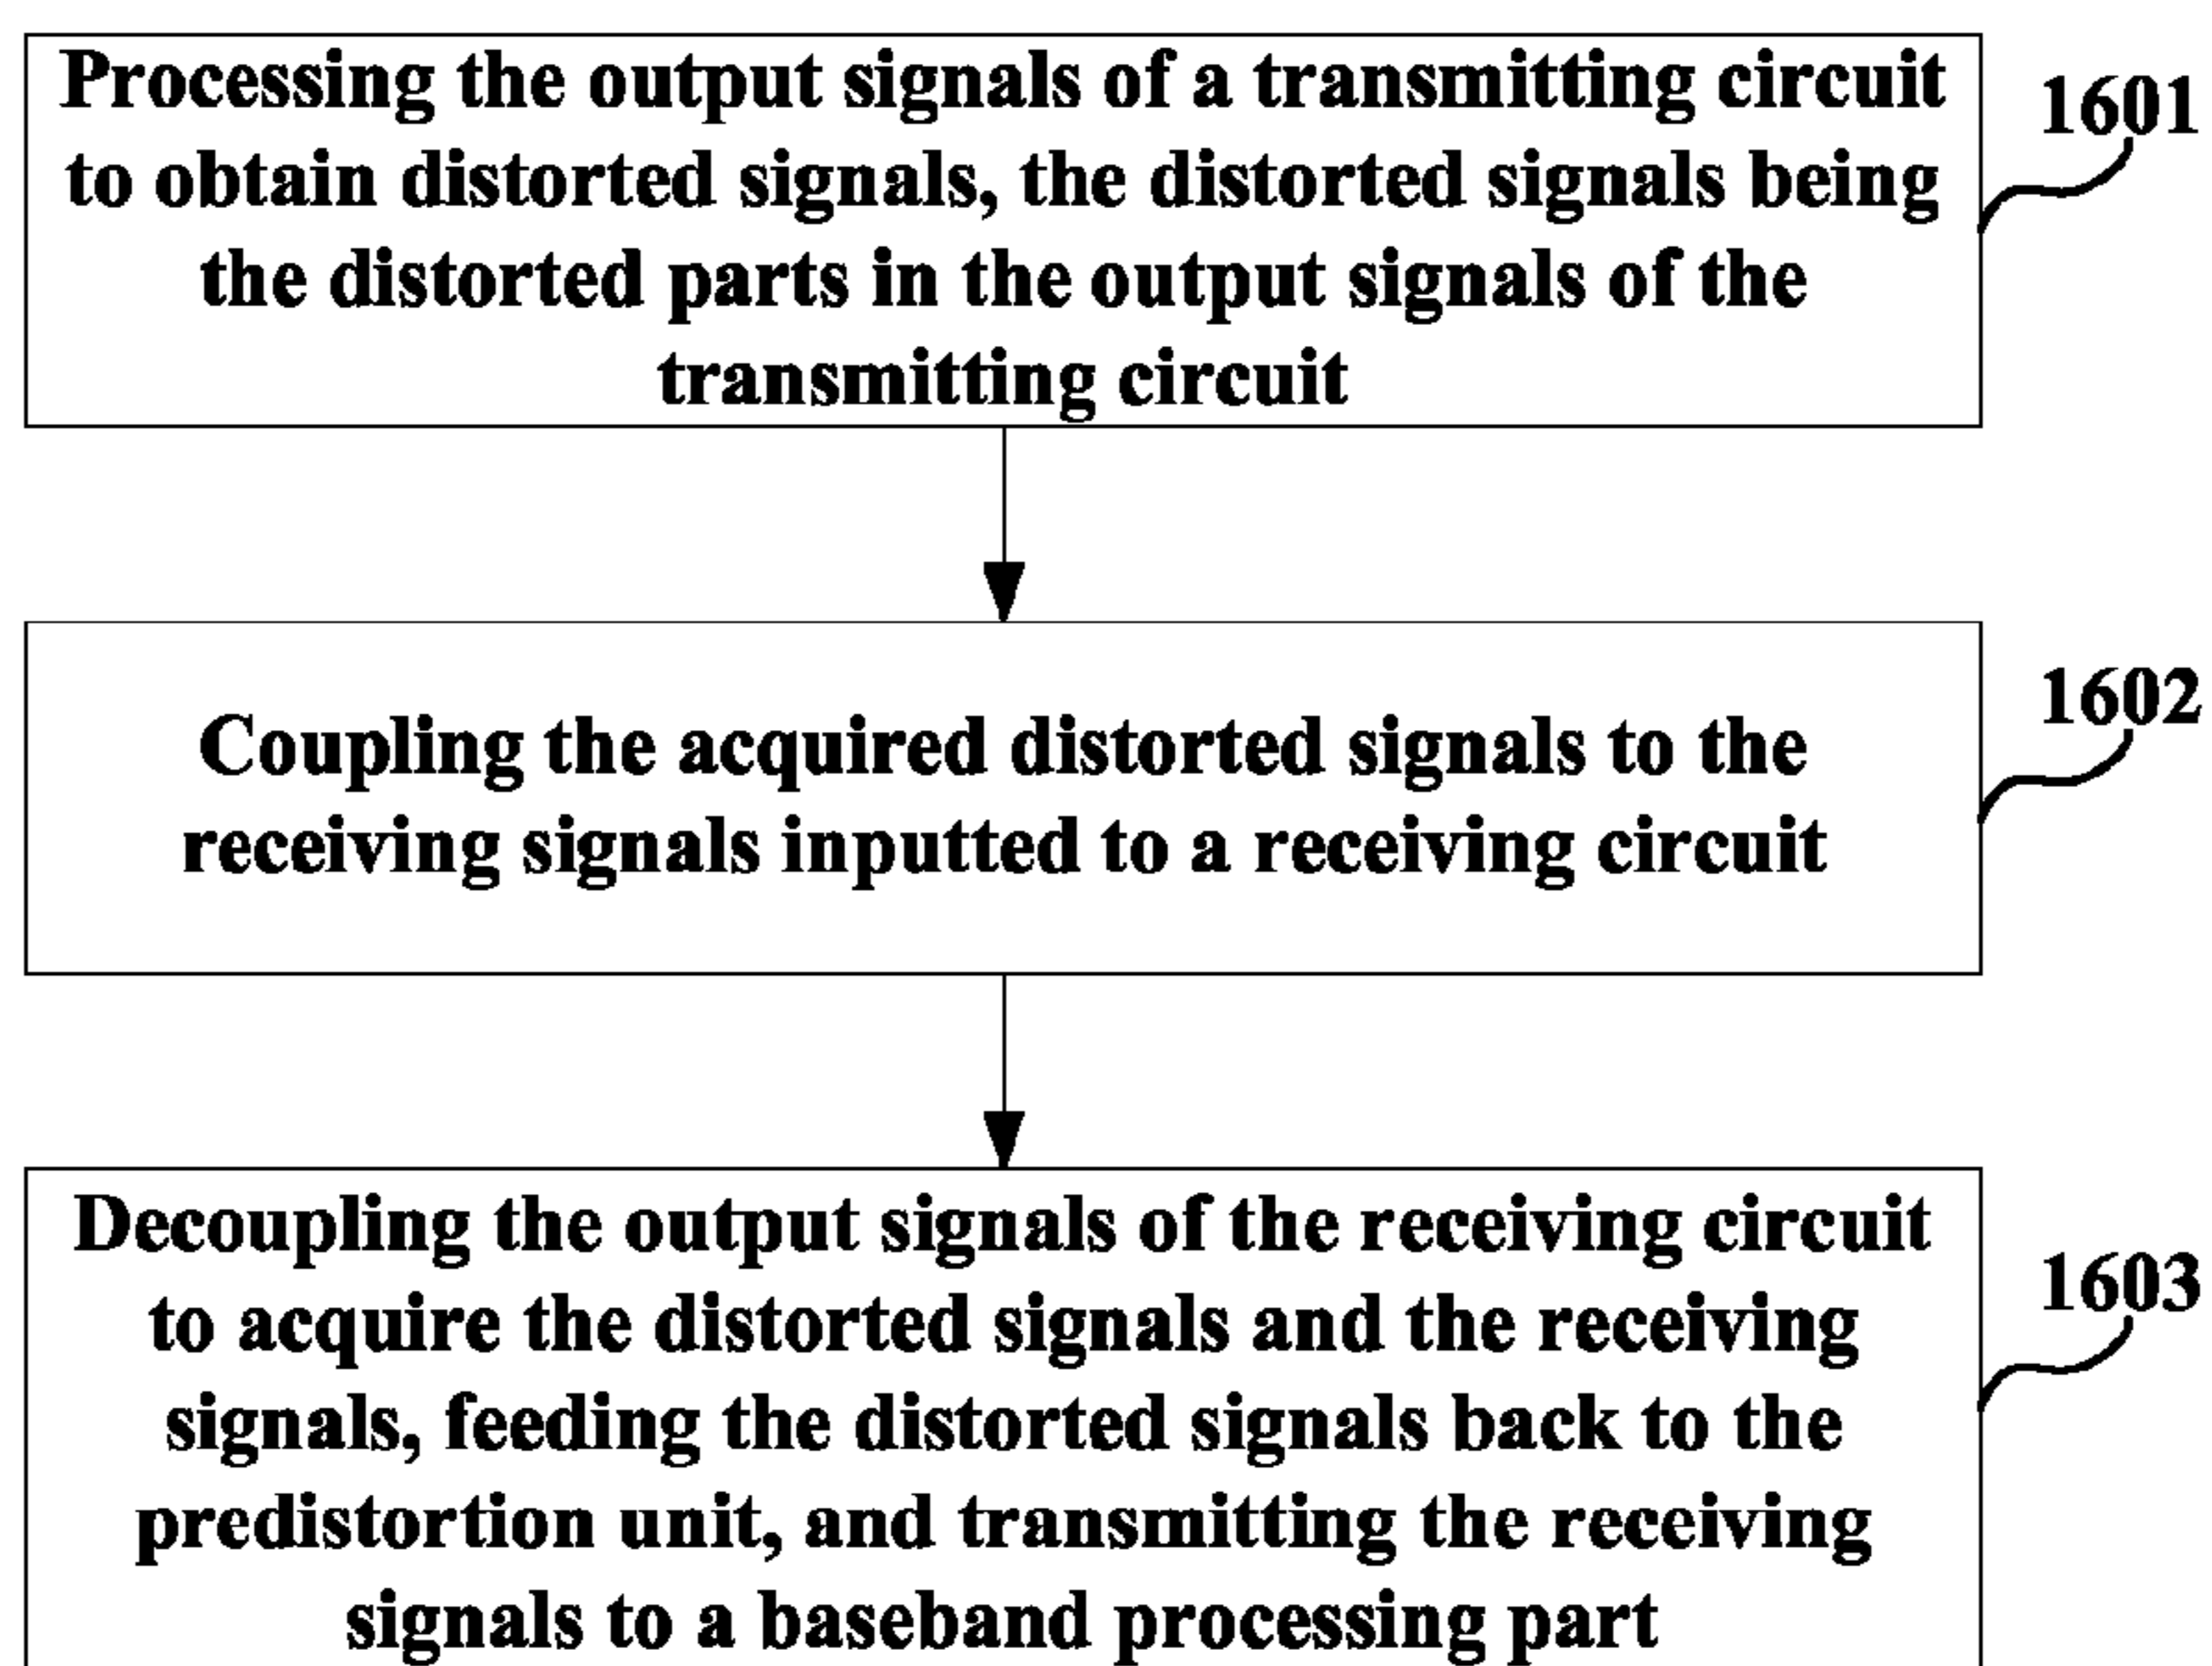 Processing the output signals of a transmitting circuit
to obtain distorted signals, the distorted signals being
the distorted parts in the output signals of the
transmitting circuit
1601
Coupling the acquired distorted signals to the
receiving signals inputted to a receiving circuit
1602
Decoupling the output signals of the receiving circuit
to acquire the distorted signals and the receiving
signals, feeding the distorted signals back to the
predistortion unit, and transmitting the receiving
signals to a baseband processing part
1603